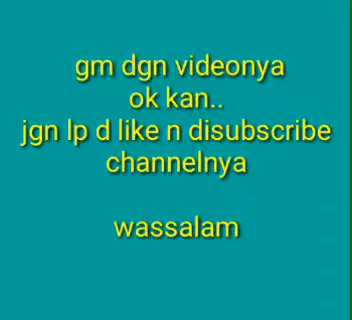 gm dgn videonya
ok kan..
jgn lp d like n disubscribe
channelnya
wassalam